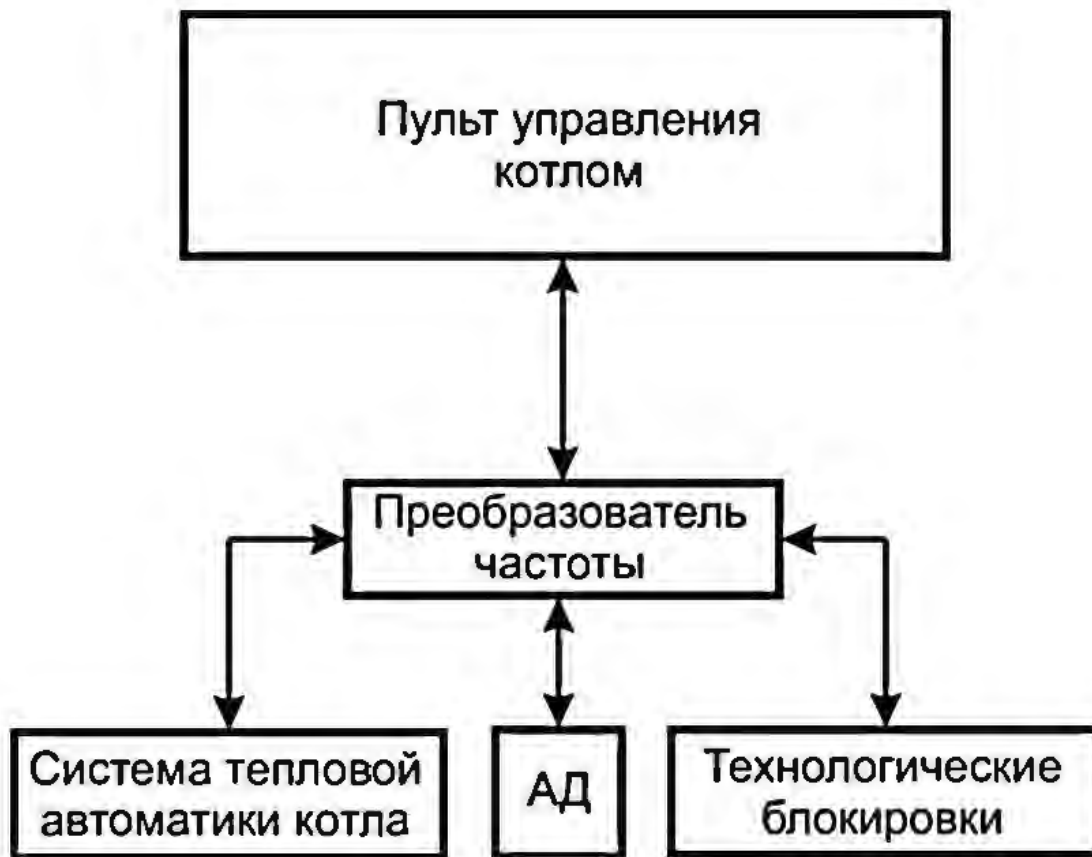 Пульт управления
котлом
Преобразователь
частоты
Система тепловой
автоматики котла
АД
Технологические
блокировки